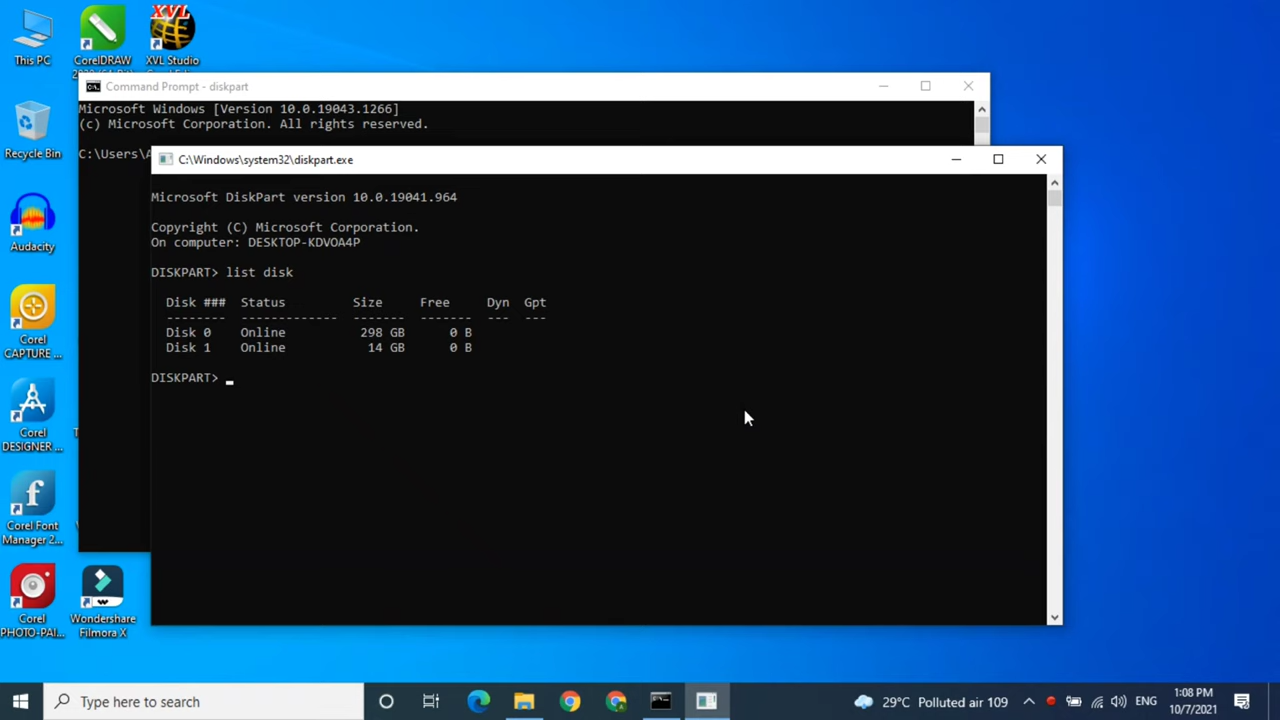 This PC
CorelDRAW
XVL
XVL Studio
Recycle Bin
Audacity
Corel
CAPTURE ...
Corel
DESIGNER ...
Corel Font
Manager 2...
Corel
PHOTO-PAI...
Wondershare
Filmora X
Command Prompt - diskpart
Microsoft Windows [Version 10.0.19043.1266]
(c) Microsoft Corporation. All rights reserved.
C:\Users\A
C:\Windows\system32\diskpart.exe
Microsoft DiskPart version 10.0.19041.964
Copyright (C) Microsoft Corporation.
On computer: DESKTOP-KDVOA4P
DISKPART> list disk
Disk ### Status Size Free Dyn Gpt
-------- ------------- ------- ------- --- ---
Disk 0 Online 298 GB 0 B
Disk 1 Online 14 GB 0 B
DISKPART>
Type here to search
29°C Polluted air 109
ENG
1:08 PM
10/7/2021